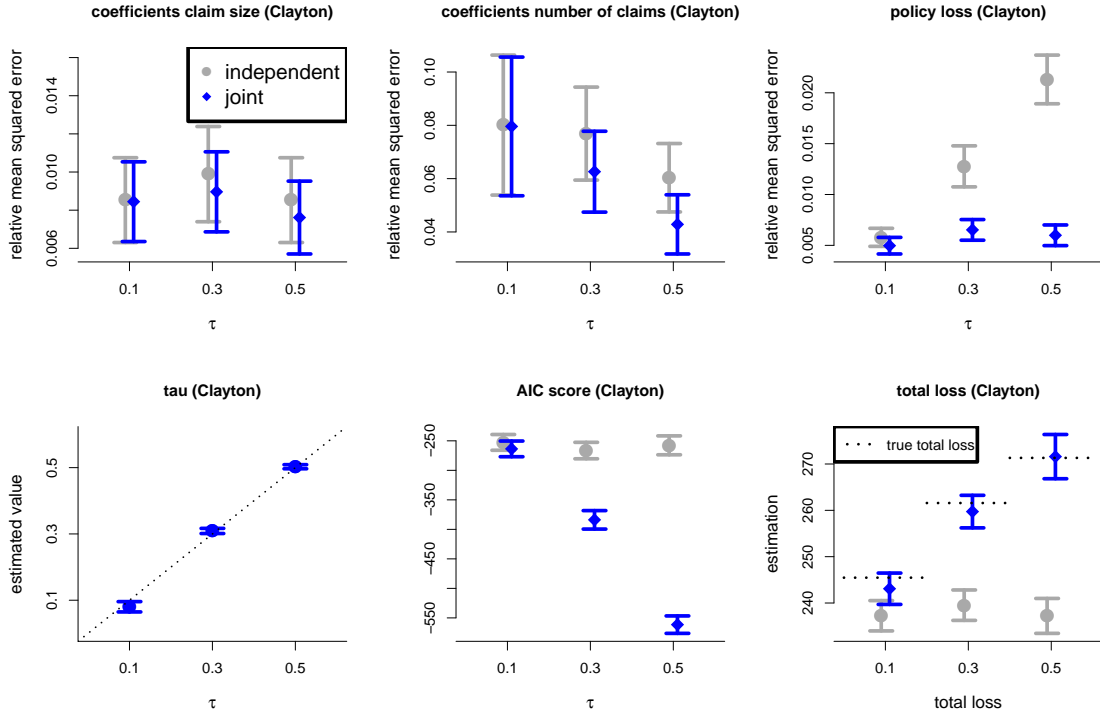 coefficients claim size (Clayton)
relative mean squared error
0.006
0.010
0.014
independent
joint
0.1 0.3 0.5
τ
coefficients number of claims (Clayton)
relative mean squared error
0.04
0.06
0.08
0.10
0.1 0.3 0.5
τ
policy loss (Clayton)
relative mean squared error
0.005
0.010
0.015
0.020
0.1 0.3 0.5
τ
tau (Clayton)
estimated value
0.1
0.3
0.5
0.1 0.3 0.5
τ
AIC score (Clayton)
−550
−450
−350
−250
0.1 0.3 0.5
τ
total loss (Clayton)
estimation
240
250
260
270
true total loss
0.1 0.3 0.5
total loss